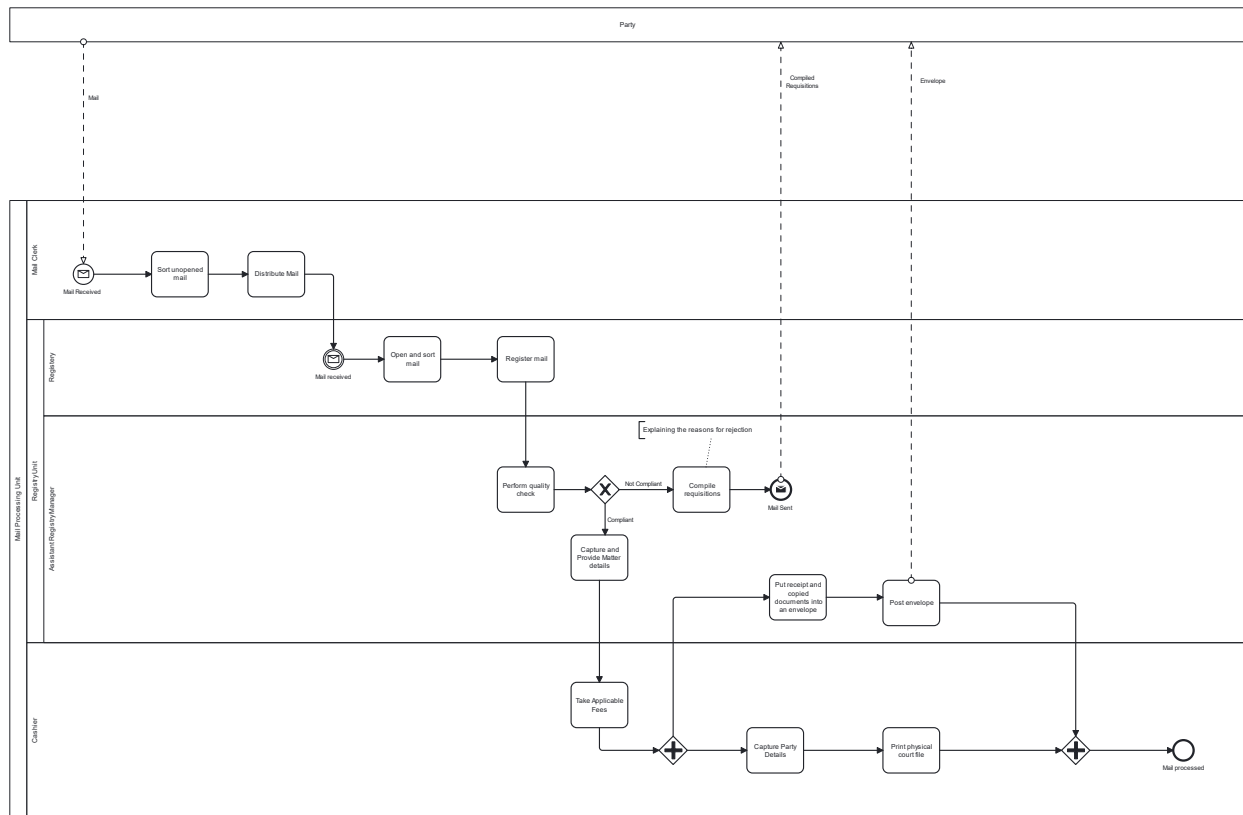 Party
Mail
Compiled
Requisitions
Envelope
Mail Processing Unit
Mail Clerk
Mail Received
Sort unopened
mail
Distribute Mail
Registry Unit
Registery
Mail received
Open and sort
mail
Register mail
Assistant Registry Manager
Explaining the reasons for rejection
Perform quality
check
Not Compliant
Compile
requisitions
Mail Sent
Compliant
Capture and
Provide Matter
details
Put receipt and
copied
documents into
an envelope
Post envelope
Cashier
Take Applicable
Fees
Capture Party
Details
Print physical
court file
Mail processed